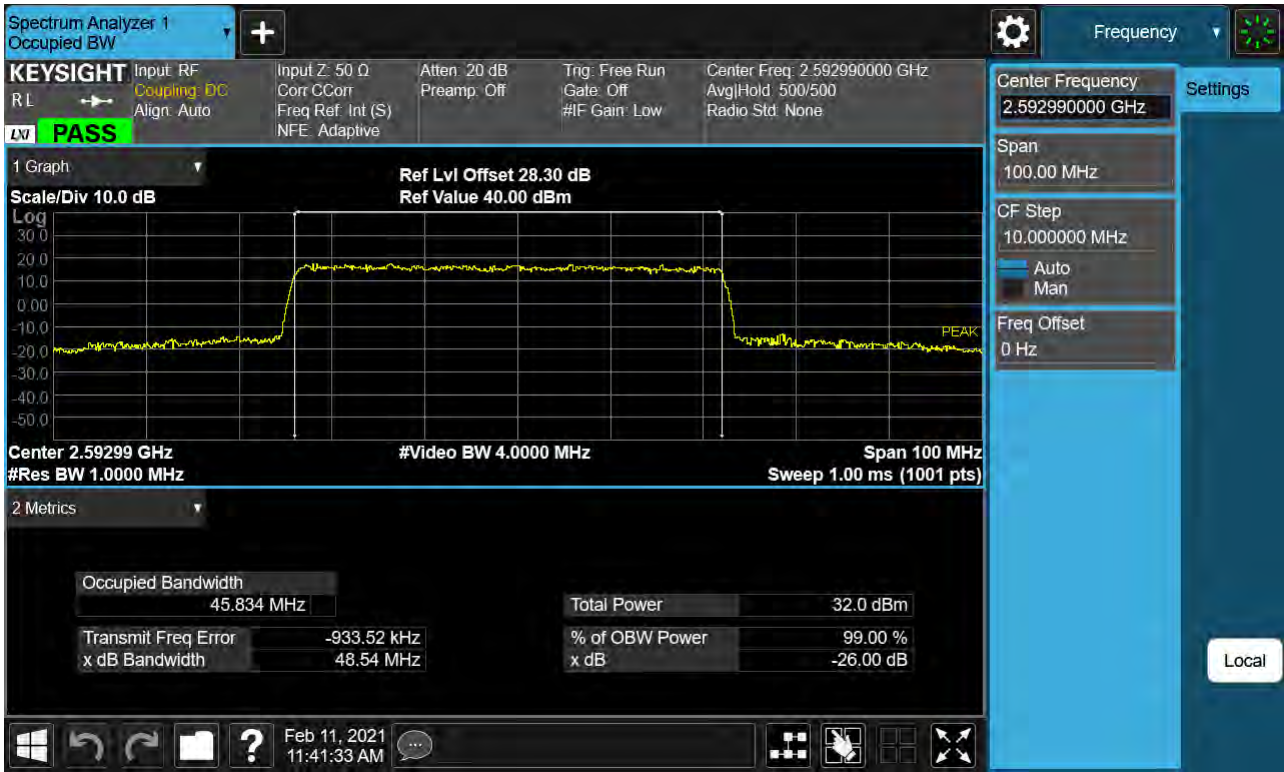 Spectrum Analyzer 1
Occupied BW
Frequency
KEYSIGHT
RL
LXI
PASS
Input: RF
Coupling: DC
Align: Auto
Input Z: 50 Ω
Corr CCorr
Freq Ref: Int (S)
NFE: Adaptive
Atten: 20 dB
Preamp: Off
Trig: Free Run
Gate: Off
#IF Gain: Low
Center Freq: 2.592990000 GHz
Avg|Hold: 500/500
Radio Std: None
Center Frequency
2.592990000 GHz
Settings
Span
100.00 MHz
CF Step
10.000000 MHz
Auto
Man
Freq Offset
0 Hz
Local
1 Graph
Scale/Div 10.0 dB
Ref Lvl Offset 28.30 dB
Ref Value 40.00 dBm
Log
30.0
20.0
10.0
0.00
-10.0
-20.0
-30.0
-40.0
-50.0
PEAK
Center 2.59299 GHz
#Video BW 4.0000 MHz
Span 100 MHz
#Res BW 1.0000 MHz
Sweep 1.00 ms (1001 pts)
2 Metrics
Occupied Bandwidth
45.834 MHz
Total Power 32.0 dBm
Transmit Freq Error -933.52 kHz
% of OBW Power 99.00 %
x dB Bandwidth 48.54 MHz
x dB -26.00 dB
?
Feb 11, 2021
11:41:33 AM